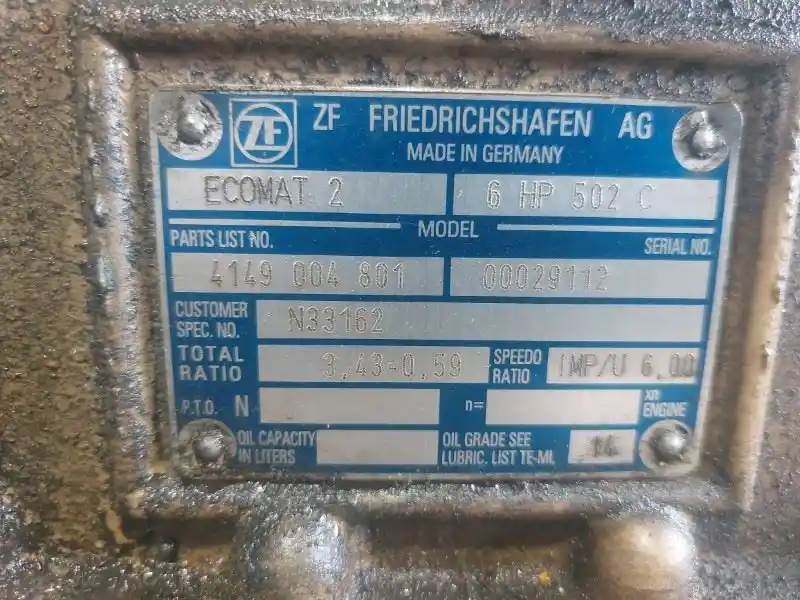 ZF ZF FRIEDRICHSHAFEN AG
MADE IN GERMANY
ECOMAT 2 6 HP 502 C
MODEL
PARTS LIST NO. SERIAL NO.
4149 004 801 00029112
CUSTOMER
SPEC. NO. N33162
TOTAL
RATIO 3,43-0,59 SPEEDO
RATIO IMP/U 6,00
P.T.O. N n= xn
ENGINE
OIL CAPACITY
IN LITERS OIL GRADE SEE
LUBRIC. LIST TE-ML 14